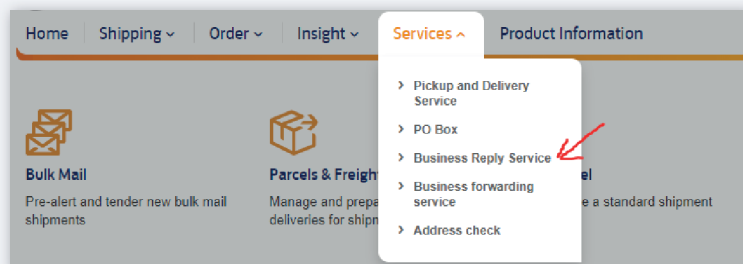 Home Shipping Order Insight Services Product Information
Pickup and Delivery
Service
PO Box
Business Reply Service
Business forwarding
service
Address check
Bulk Mail
Pre-alert and tender new bulk mail
shipments
Parcels & Freigh
Manage and prepa
deliveries for shipn
el
e a standard shipment